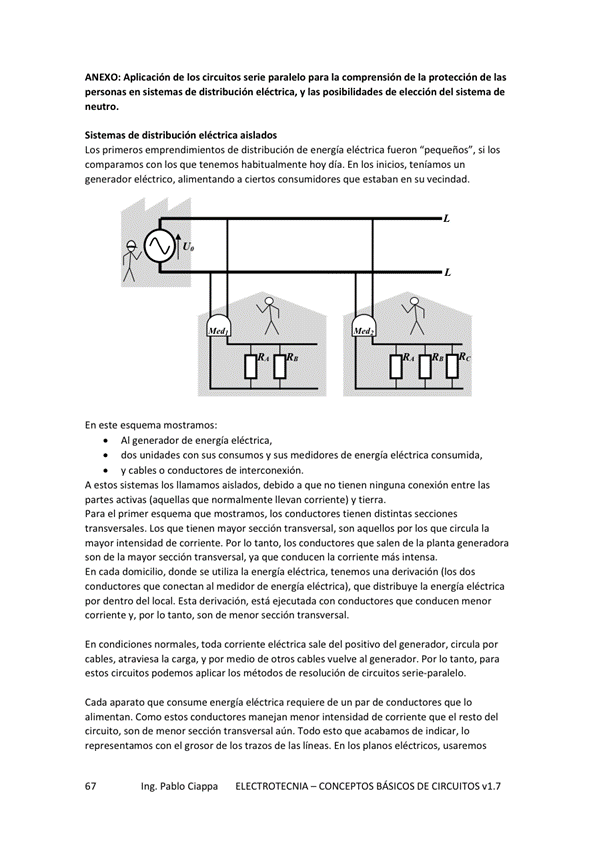 ANEXO: Aplicación de los circuitos serie paralelo para la comprensión de la protección de las
personas en sistemas de distribución eléctrica, y las posibilidades de elección del sistema de
neutro.
Sistemas de distribución eléctrica aislados
Los primeros emprendimientos de distribución de energía eléctrica fueron “pequeños”, si los
comparamos con los que tenemos habitualmente hoy día. En los inicios, teníamos un
generador eléctrico, alimentando a ciertos consumidores que estaban en su vecindad.
L
U0
L
Med1
Med2
RA
RB
RA
RB
RC
En este esquema mostramos:
• Al generador de energía eléctrica,
• dos unidades con sus consumos y sus medidores de energía eléctrica consumida,
• y cables o conductores de interconexión.
A estos sistemas los llamamos aislados, debido a que no tienen ninguna conexión entre las
partes activas (aquellas que normalmente llevan corriente) y tierra.
Para el primer esquema que mostramos, los conductores tienen distintas secciones
transversales. Los que tienen mayor sección transversal, son aquellos por los que circula la
mayor intensidad de corriente. Por lo tanto, los conductores que salen de la planta generadora
son de la mayor sección transversal, ya que conducen la corriente más intensa.
En cada domicilio, donde se utiliza la energía eléctrica, tenemos una derivación (los dos
conductores que conectan al medidor de energía eléctrica), que distribuye la energía eléctrica
por dentro del local. Esta derivación, está ejecutada con conductores que conducen menor
corriente y, por lo tanto, son de menor sección transversal.
En condiciones normales, toda corriente eléctrica sale del positivo del generador, circula por
cables, atraviesa la carga, y por medio de otros cables vuelve al generador. Por lo tanto, para
estos circuitos podemos aplicar los métodos de resolución de circuitos serie-paralelo.
Cada aparato que consume energía eléctrica requiere de un par de conductores que lo
alimentan. Como estos conductores manejan menor intensidad de corriente que el resto del
circuito, son de menor sección transversal aún. Todo esto que acabamos de indicar, lo
representamos con el grosor de los trazos de las líneas. En los planos eléctricos, usaremos
67 Ing. Pablo Ciappa ELECTROTECNIA – CONCEPTOS BÁSICOS DE CIRCUITOS v1.7